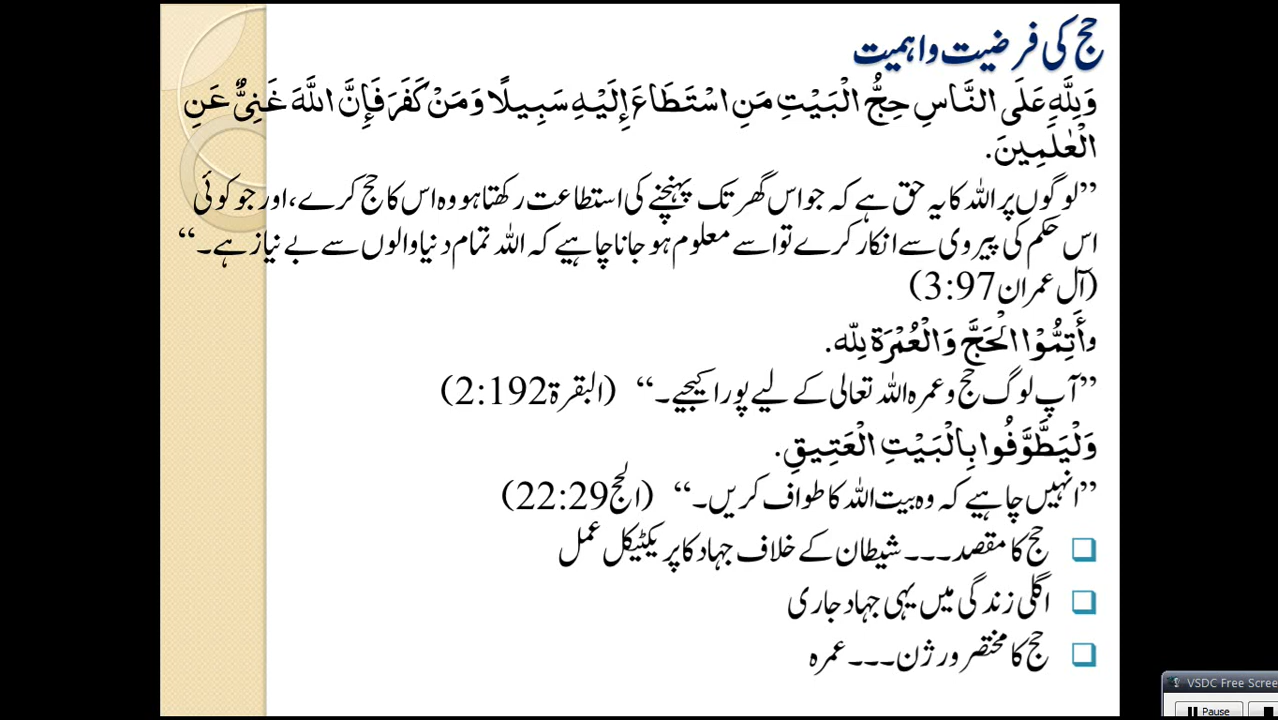 حج کی فرضیت و اہمیت
وَلِلَّهِ عَلَى النَّاسِ حِجُّ الْبَيْتِ مَنِ اسْتَطَاعَ إِلَيْهِ سَبِيلًا وَمَنْ كَفَرَ فَإِنَّ اللَّهَ غَنِيٌّ عَنِ
الْعٰلَمِينَ.
”لوگوں پر اللہ کا یہ حق ہے کہ جو اس گھر تک پہنچنے کی استطاعت رکھتا ہو وہ اس کا حج کرے، اور جو کوئی
اس حکم کی پیروی سے انکار کرے تو اسے معلوم ہو جانا چاہیے کہ اللہ تمام دنیا والوں سے بے نیاز ہے۔“
(آل عمران 3:97)
وأَتِمُّوْا الْحَجَّ وَالْعُمْرَة لِلّٰه.
”آپ لوگ حج و عمرہ اللہ تعالی کے لیے پورا کیجیے۔“ (البقرۃ 2:192)
وَلْيَطَّوَّفُوا بِالْبَيْتِ الْعَتِيقِ.
”انہیں چاہیے کہ وہ بیت اللہ کا طواف کریں۔“ (الحج 22:29)
حج کا مقصد۔۔۔ شیطان کے خلاف جہاد کا پریکٹیکل عمل
اگلی زندگی میں یہی جہاد جاری
حج کا مختصر ورژن۔۔۔ عمرہ
VSDC Free Scree
Pause